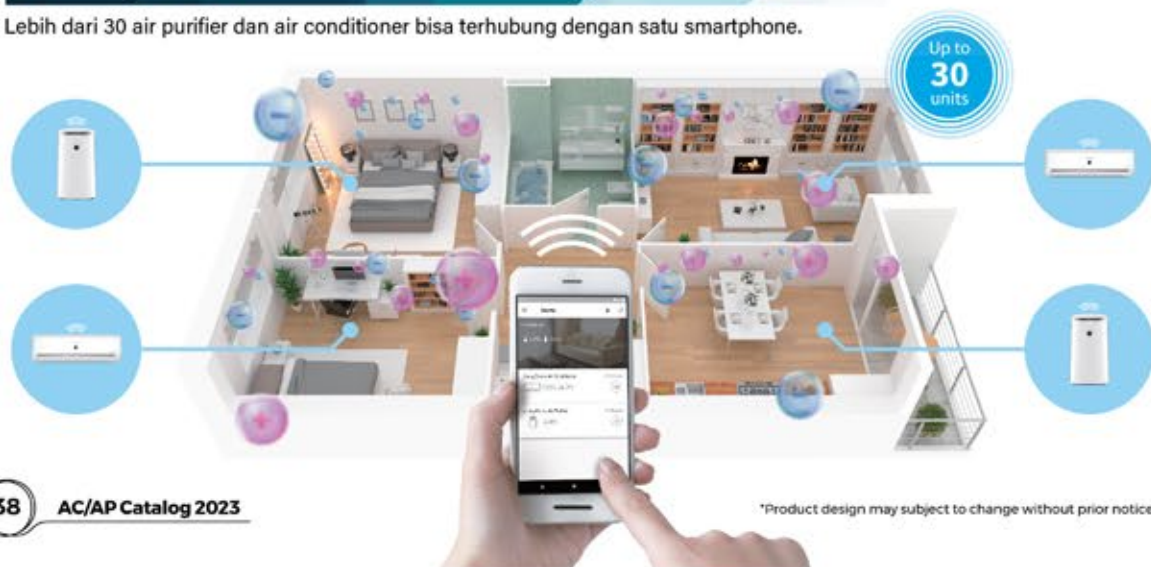 Lebih dari 30 air purifier dan air conditioner bisa terhubung dengan satu smartphone.
Up to
30
units
38
AC/AP Catalog 2023
*Product design may subject to change without prior notice